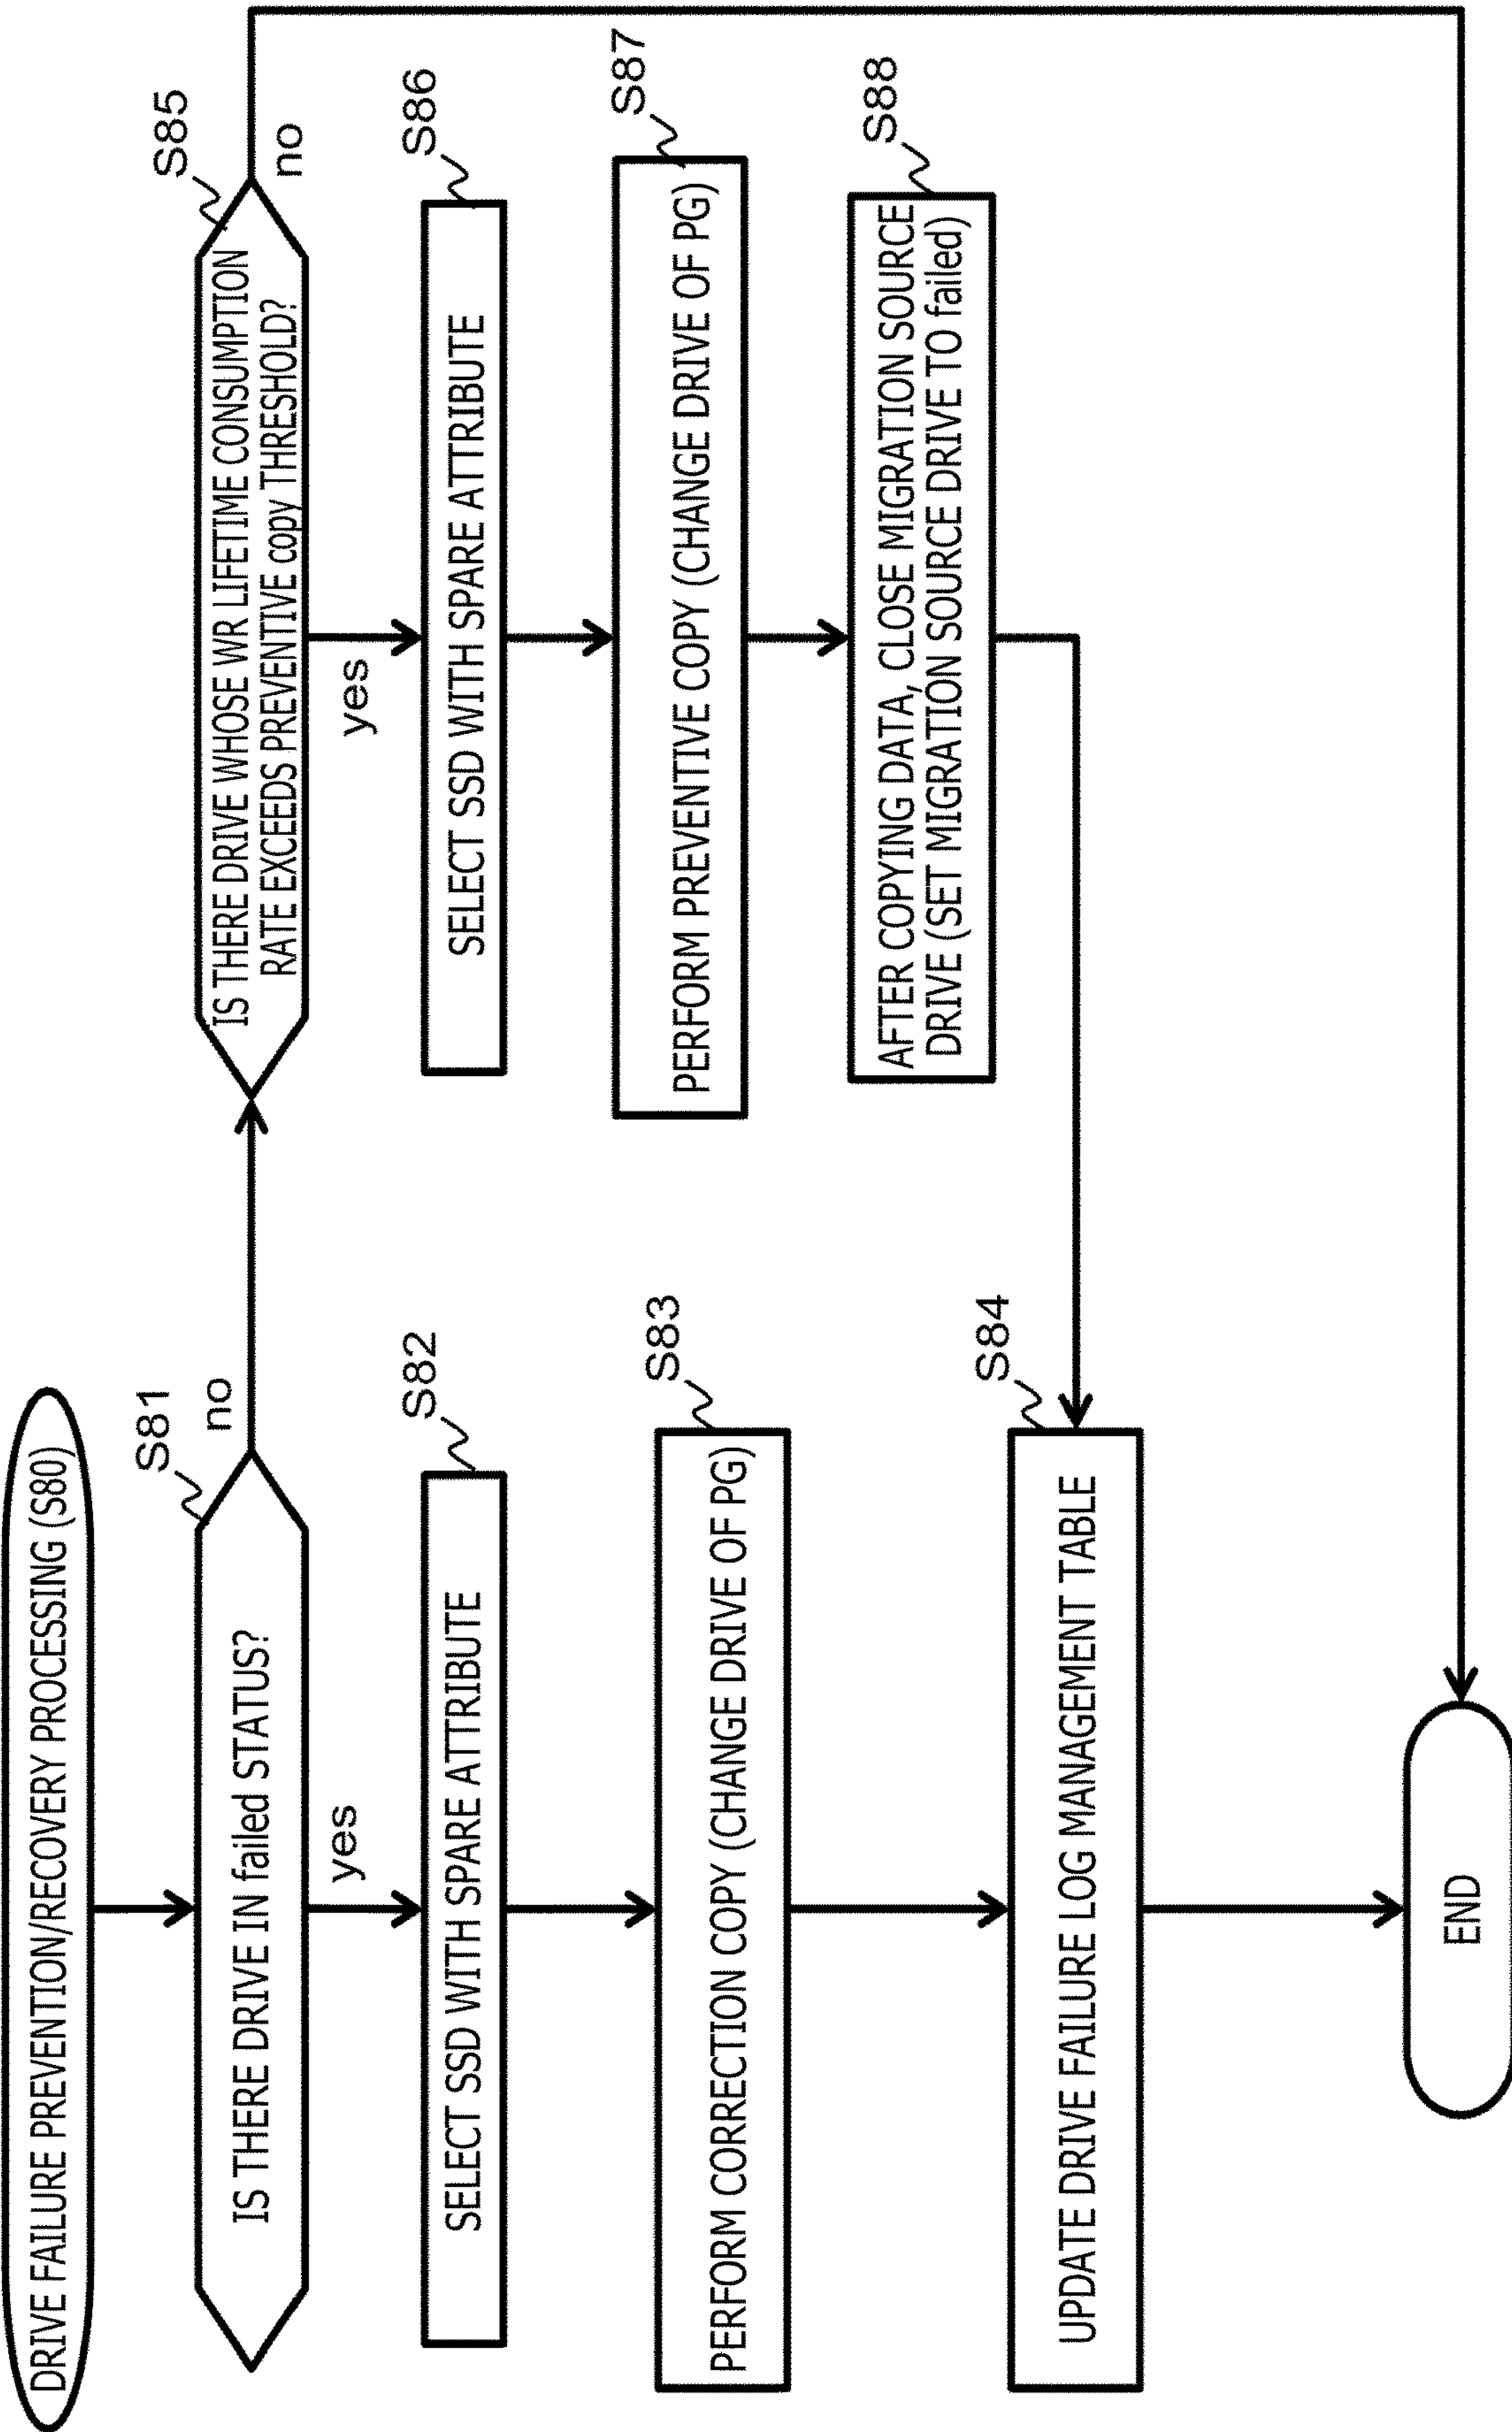 DRIVE FAILURE PREVENTION/RECOVERY PROCESSING (S80)
S81
IS THERE DRIVE IN failed STATUS?
no
yes
S82
SELECT SSD WITH SPARE ATTRIBUTE
S83
PERFORM CORRECTION COPY (CHANGE DRIVE OF PG)
S84
UPDATE DRIVE FAILURE LOG MANAGEMENT TABLE
END
S85
IS THERE DRIVE WHOSE WR LIFETIME CONSUMPTION
RATE EXCEEDS PREVENTIVE copy THRESHOLD?
no
yes
S86
SELECT SSD WITH SPARE ATTRIBUTE
S87
PERFORM PREVENTIVE COPY (CHANGE DRIVE OF PG)
S88
AFTER COPYING DATA, CLOSE MIGRATION SOURCE
DRIVE (SET MIGRATION SOURCE DRIVE TO failed)